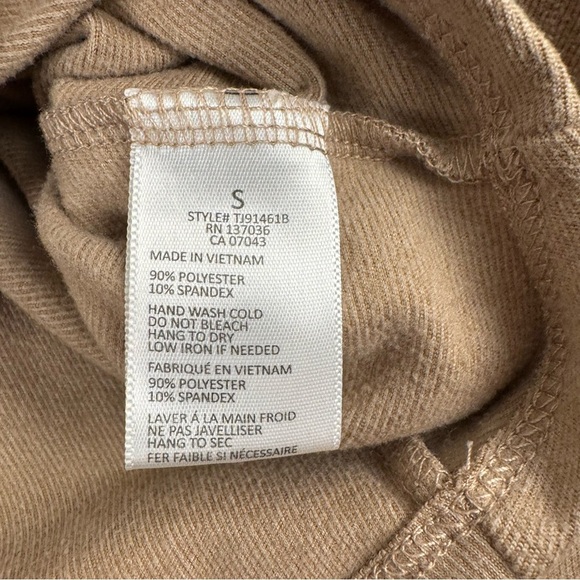 S
STYLE# TJ91461B
RN 137036
CA 07043
MADE IN VIETNAM
90% POLYESTER
10% SPANDEX
HAND WASH COLD
DO NOT BLEACH
HANG TO DRY
LOW IRON IF NEEDED
FABRIQUÉ EN VIETNAM
90% POLYESTER
10% SPANDEX
LAVER Á LA MAIN FROID
NE PAS JAVELLISER
HANG TO SEC
FER FAIBLE SI NÉCESSAIRE